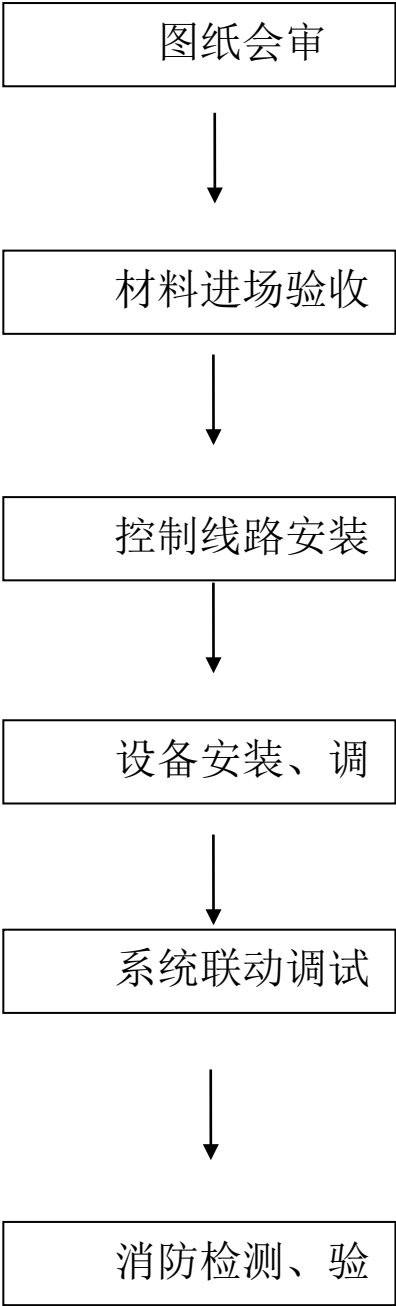 图纸会审
材料进场验收
控制线路安装
设备安装、调
系统联动调试
消防检测、验